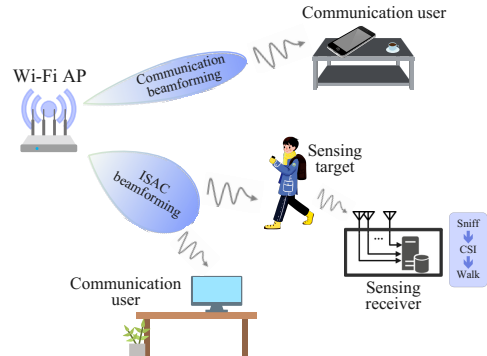 Communication user
Wi-Fi AP
Communication
beamforming
ISAC
beamforming
Sensing
target
...
Sniff
CSI
Walk
Communication
user
Sensing
receiver